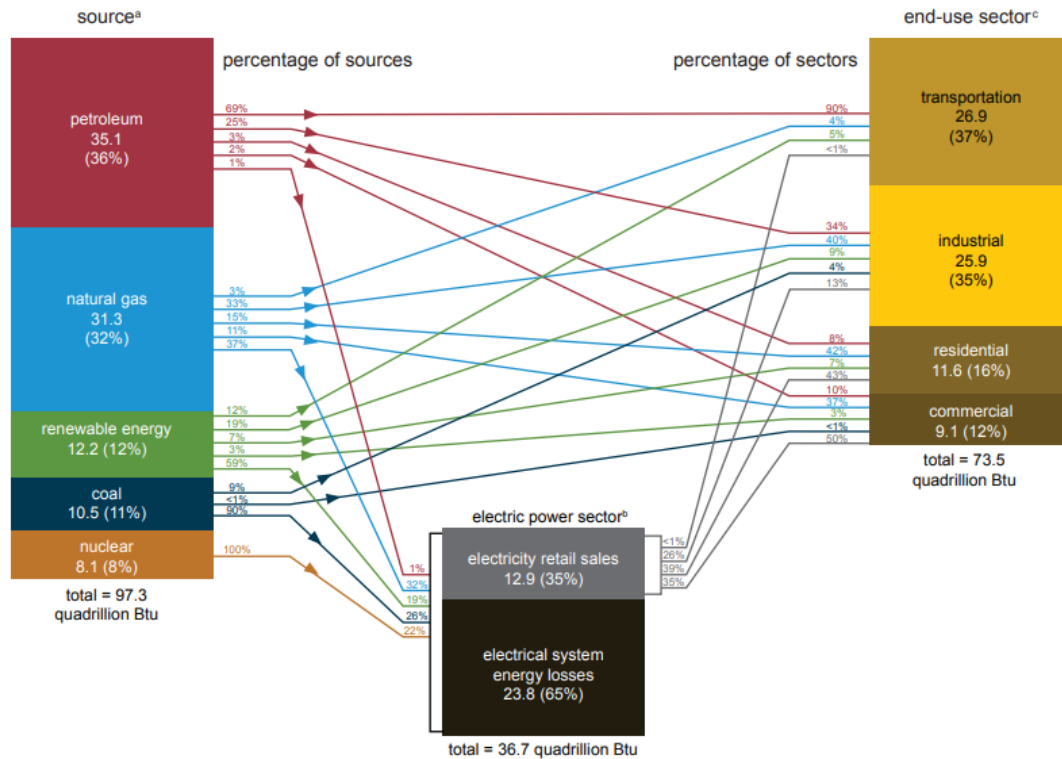 sourceᵃ
end-use sectorᶜ
percentage of sources
percentage of sectors
petroleum
35.1
(36%)
69%
25%
3%
2%
1%
natural gas
31.3
(32%)
3%
33%
15%
11%
37%
renewable energy
12.2 (12%)
12%
19%
7%
3%
59%
coal
10.5 (11%)
9%
<1%
90%
nuclear
8.1 (8%)
100%
total = 97.3
quadrillion Btu
electric power sectorᵇ
1%
32%
19%
26%
22%
electricity retail sales
12.9 (35%)
electrical system
energy losses
23.8 (65%)
<1%
26%
39%
35%
total = 36.7 quadrillion Btu
90%
4%
5%
<1%
transportation
26.9
(37%)
34%
40%
9%
4%
13%
industrial
25.9
(35%)
8%
42%
7%
43%
residential
11.6 (16%)
10%
37%
3%
<1%
50%
commercial
9.1 (12%)
total = 73.5
quadrillion Btu